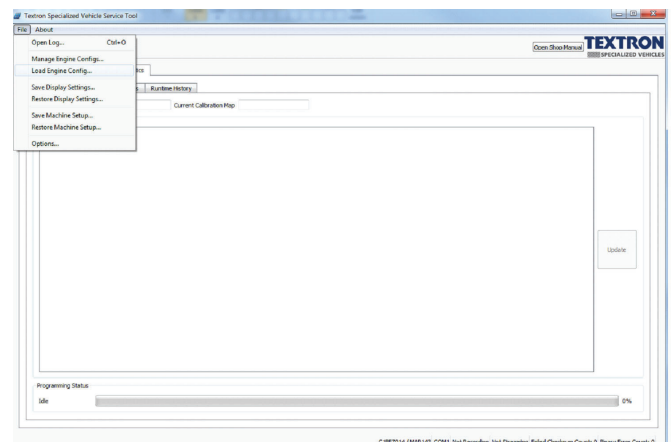 Textron Specialized Vehicle Service Tool
File About
Open Log... Ctrl+O
Manage Engine Configs...
Load Engine Config...
Save Display Settings...
Restore Display Settings...
Save Machine Setup...
Restore Machine Setup...
Options...
Open Shop Manual
TEXTRON
SPECIALIZED VEHICLES
tics
Runtime History
Current Calibration Map
Update
Programming Status
Idle
0%